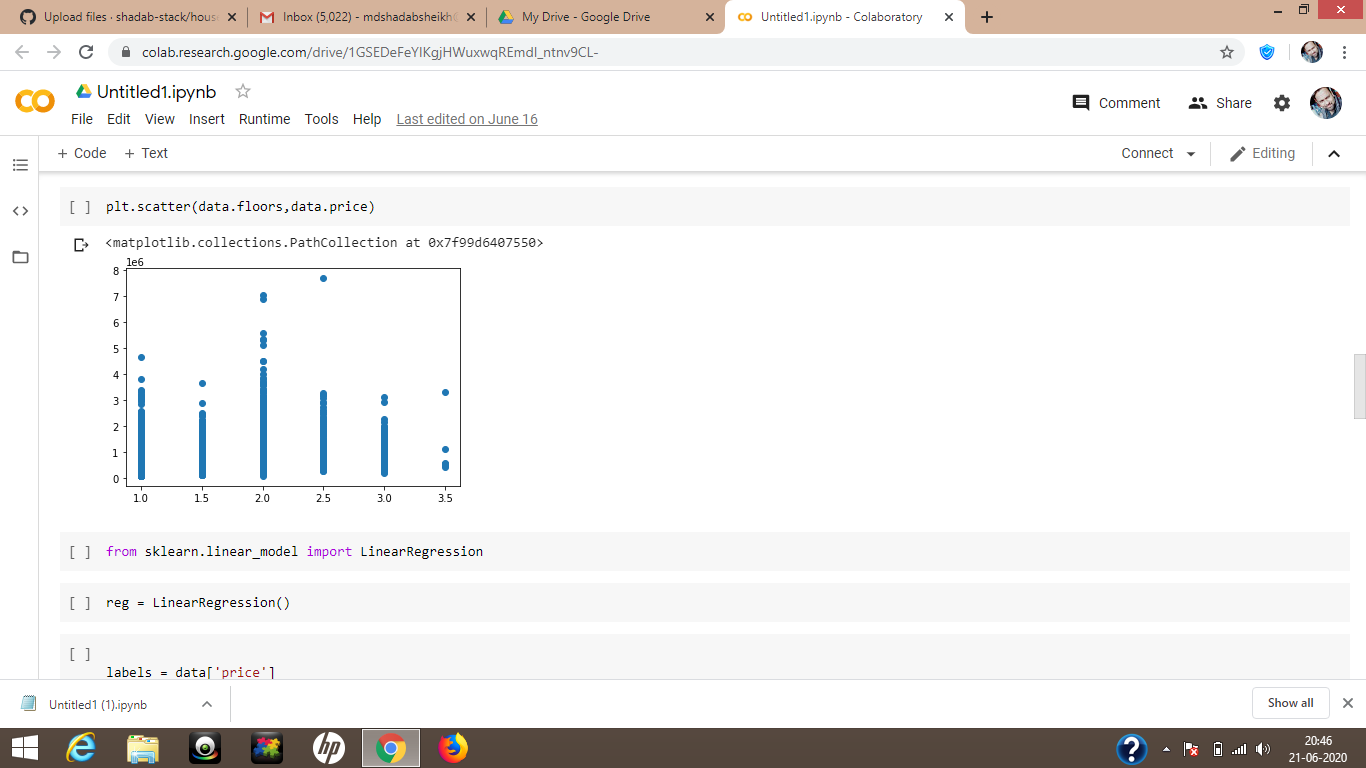 Upload files · shadab-stack/hous
Inbox (5,022) - mdshadabsheikh
My Drive - Google Drive
Untitled1.ipynb - Colaboratory
colab.research.google.com/drive/1GSEDeFeYlKgjHWuxwqREmdI_ntnv9CL-
Untitled1.ipynb
File Edit View Insert Runtime Tools Help Last edited on June 16
Comment
Share
+ Code + Text
Connect
Editing
[ ] plt.scatter(data.floors,data.price)
<matplotlib.collections.PathCollection at 0x7f99d6407550>
1e6
8
7
6
5
4
3
2
1
0
1.0 1.5 2.0 2.5 3.0 3.5
[ ] from sklearn.linear_model import LinearRegression
[ ] reg = LinearRegression()
[ ]
labels = data['price']
Untitled1 (1).ipynb
Show all
hp
20:46
21-06-2020